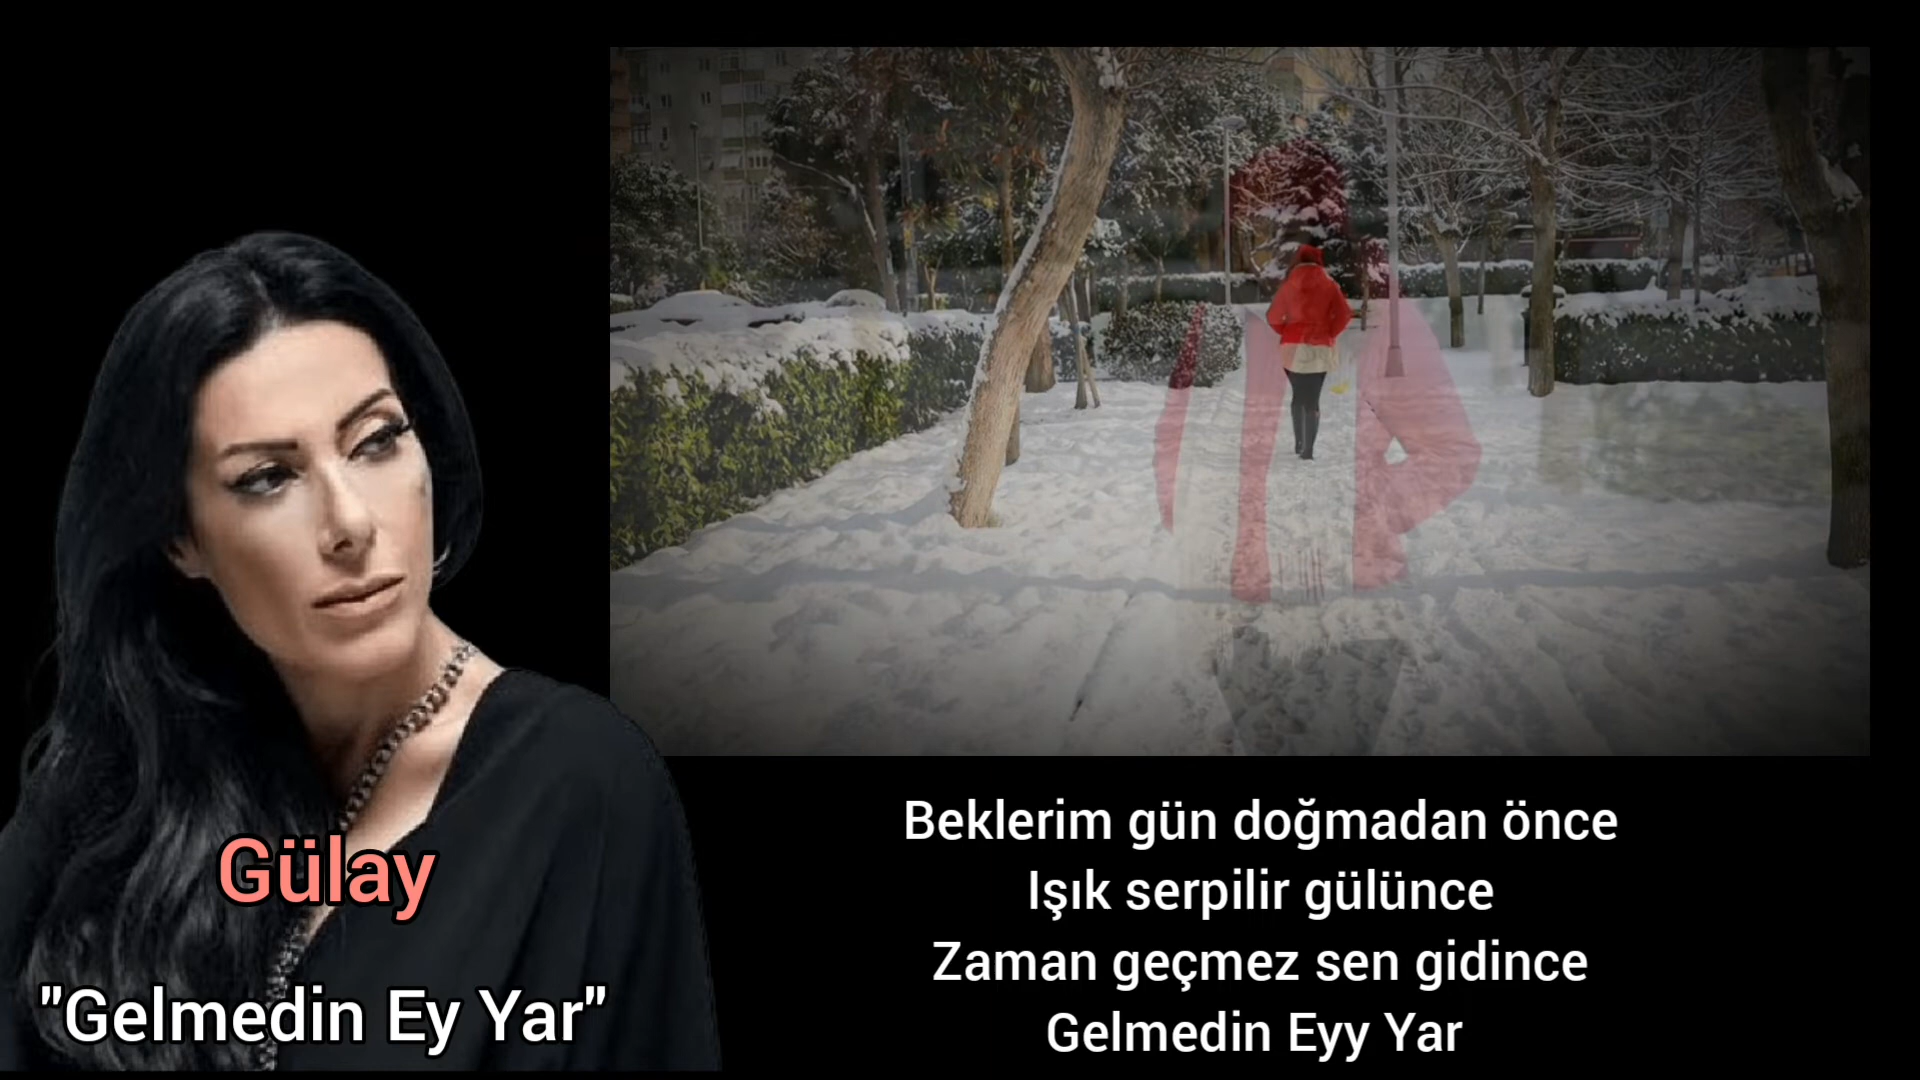 Gülay
"Gelmedin Ey Yar"
Beklerim gün doğmadan önce
Işık serpilir gülünce
Zaman geçmez sen gidince
Gelmedin Eyy Yar